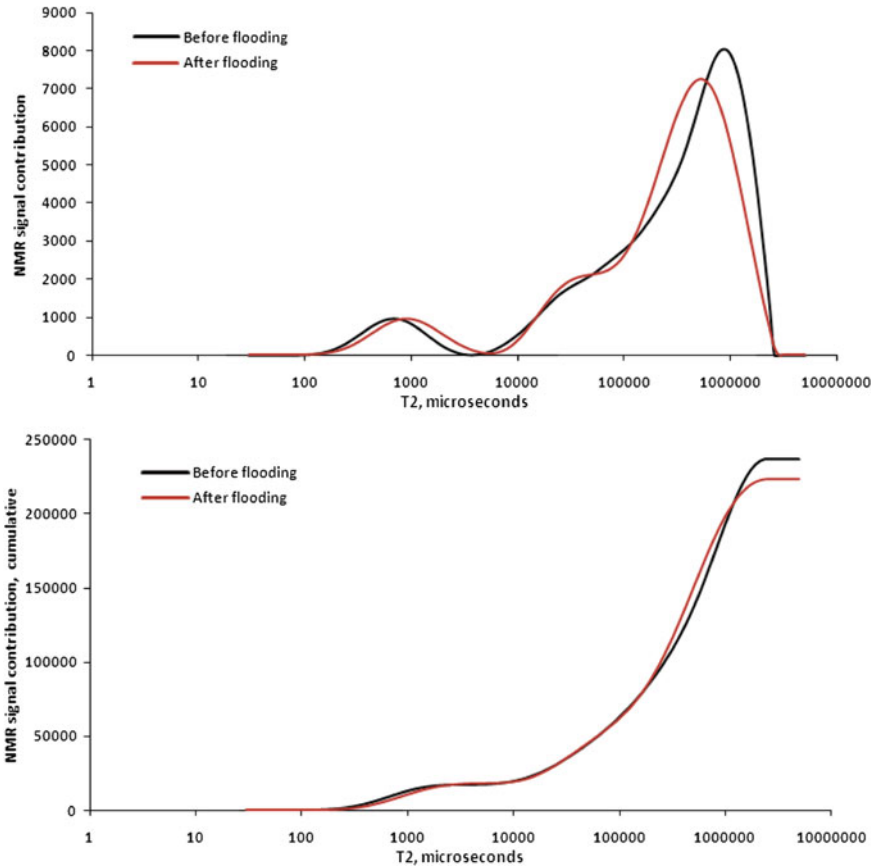 9000
8000
7000
6000
5000
4000
3000
2000
1000
0
NMR signal contribution
Before flooding
After flooding
1 10 100 1000 10000 100000 1000000 10000000
T2, microseconds
250000
200000
150000
100000
50000
0
NMR signal contribution, cumulative
Before flooding
After flooding
1 10 100 1000 10000 100000 1000000 10000000
T2, microseconds